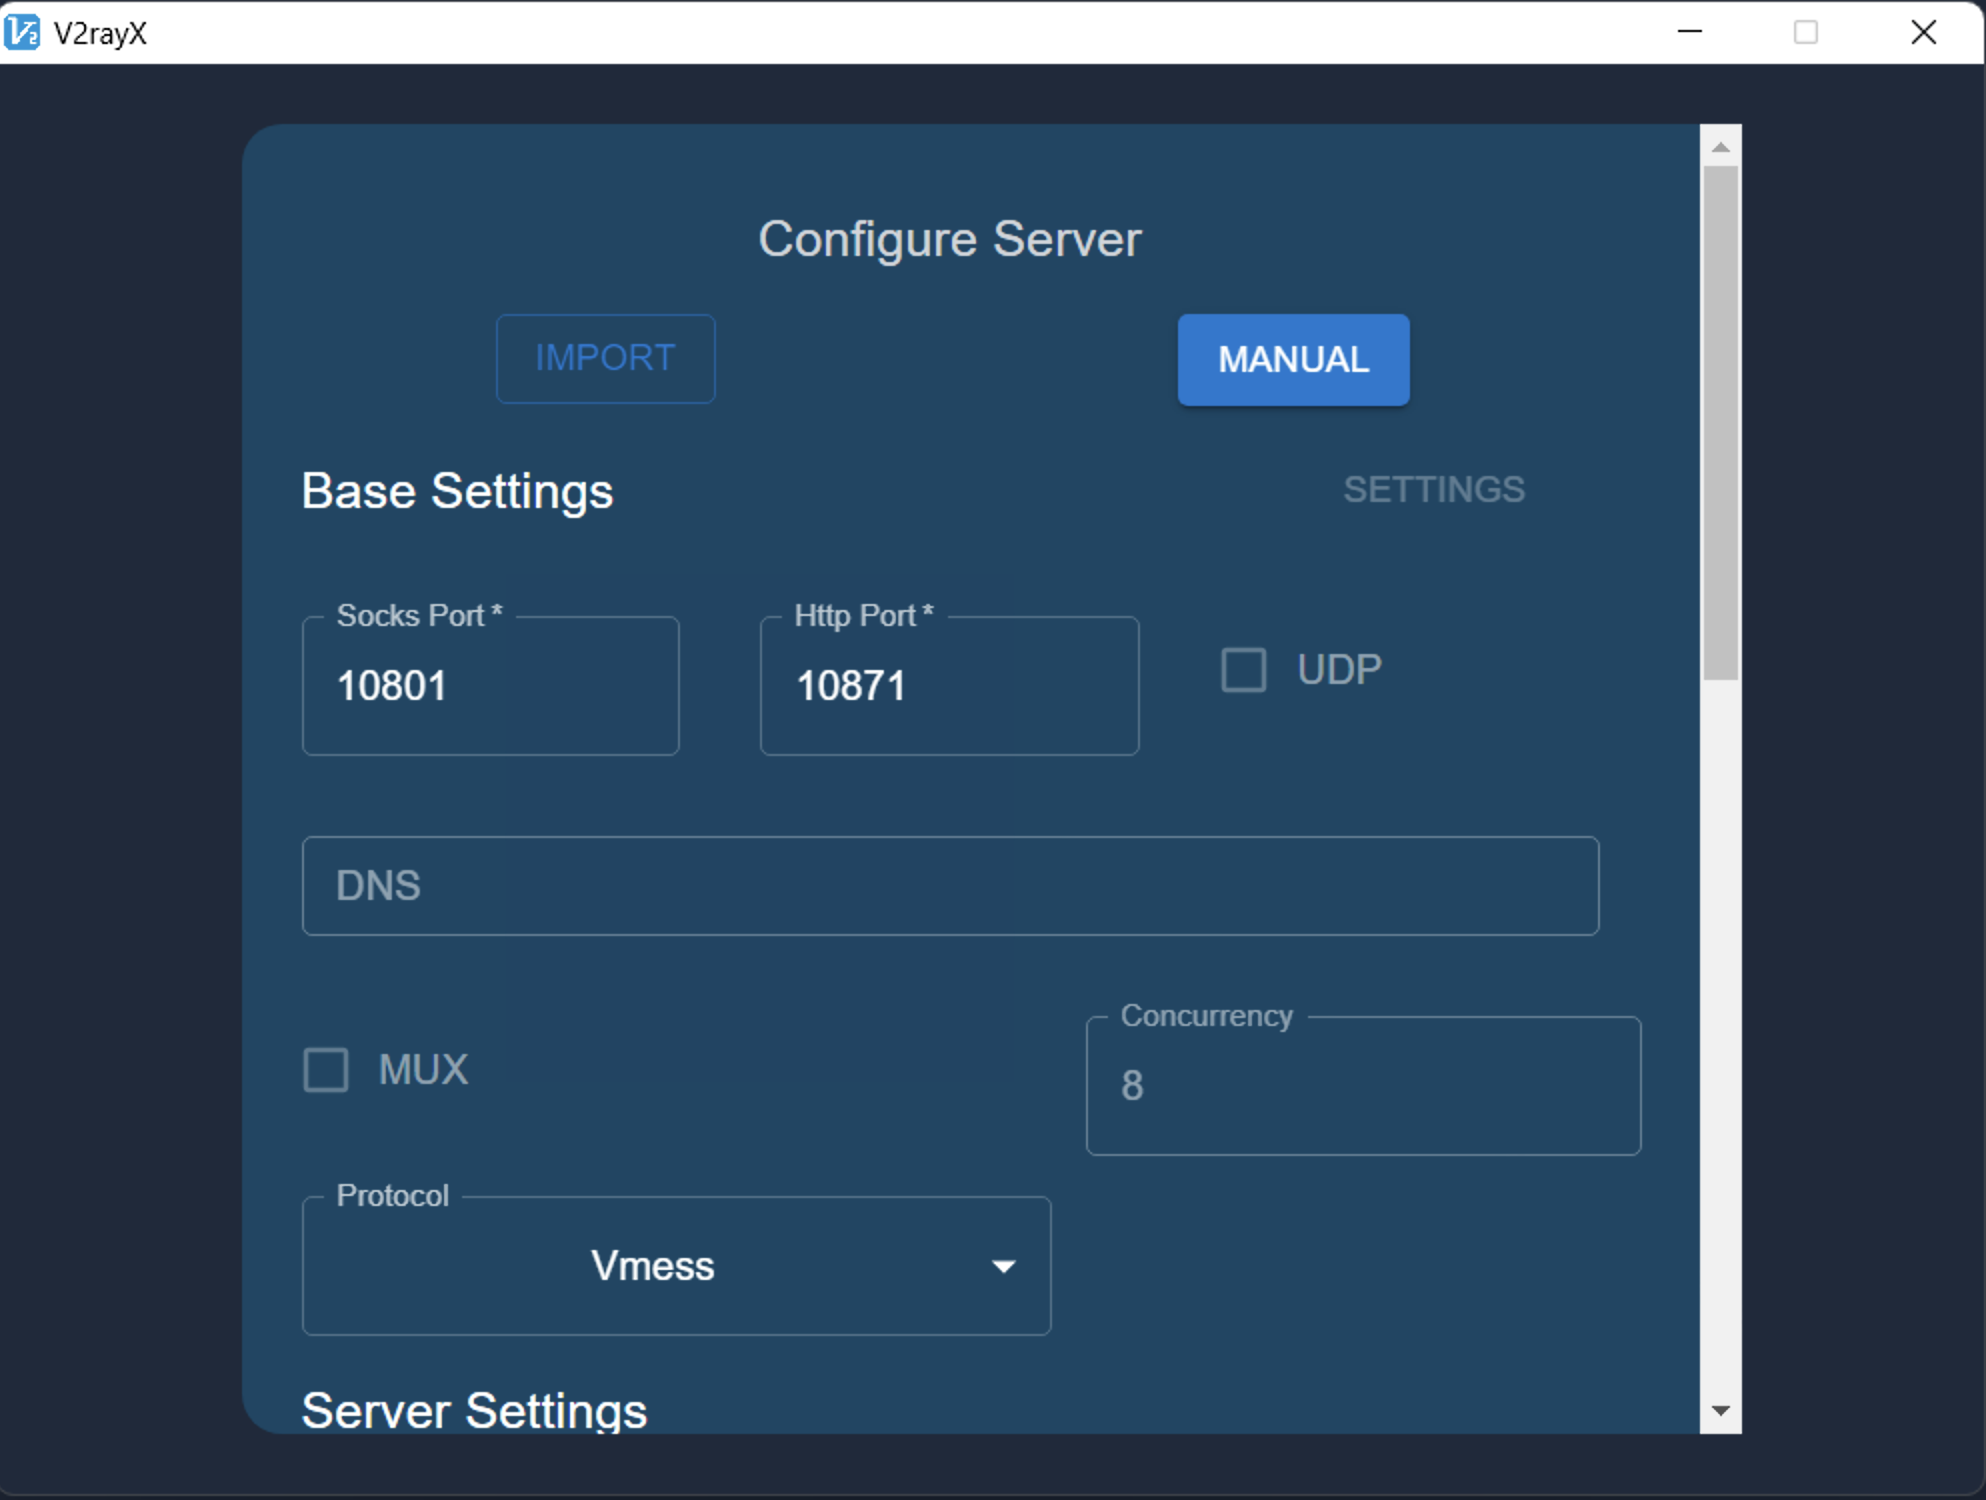 V2rayX
Configure Server
IMPORT
MANUAL
Base Settings
SETTINGS
Socks Port *
Http Port *
10801
10871
UDP
DNS
Concurrency
MUX
8
Protocol
Vmess
Server Settings